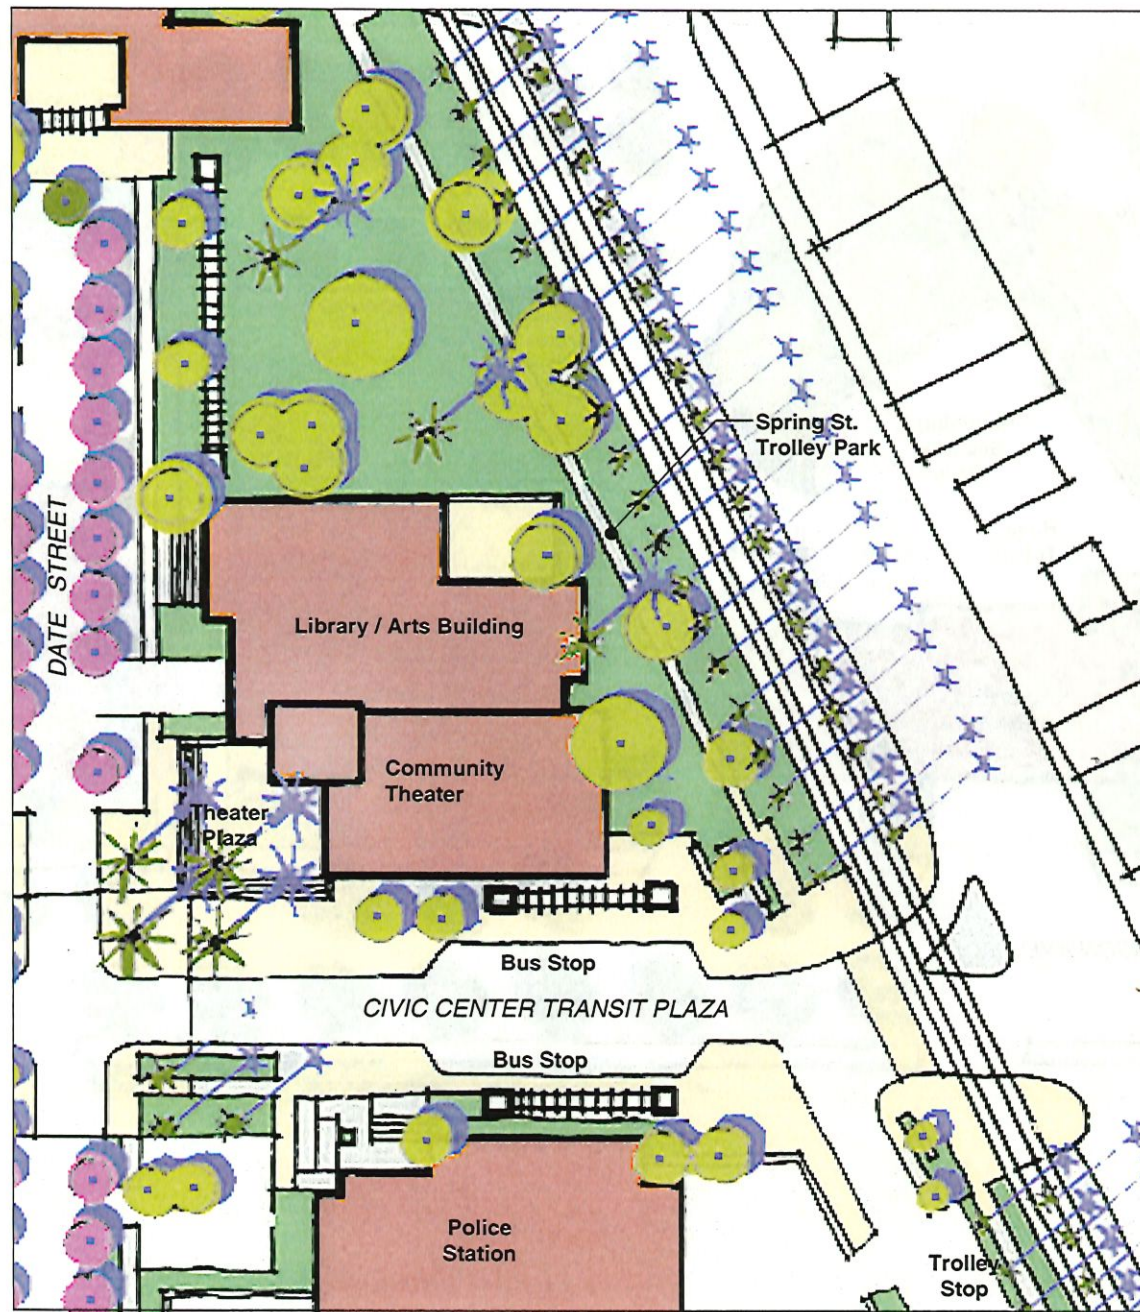 Spring St.
Trolley Park
DATE STREET
Library / Arts Building
Community
Theater
Theater
Plaza
Bus Stop
CIVIC CENTER TRANSIT PLAZA
Bus Stop
Police
Station
Trolley
Stop